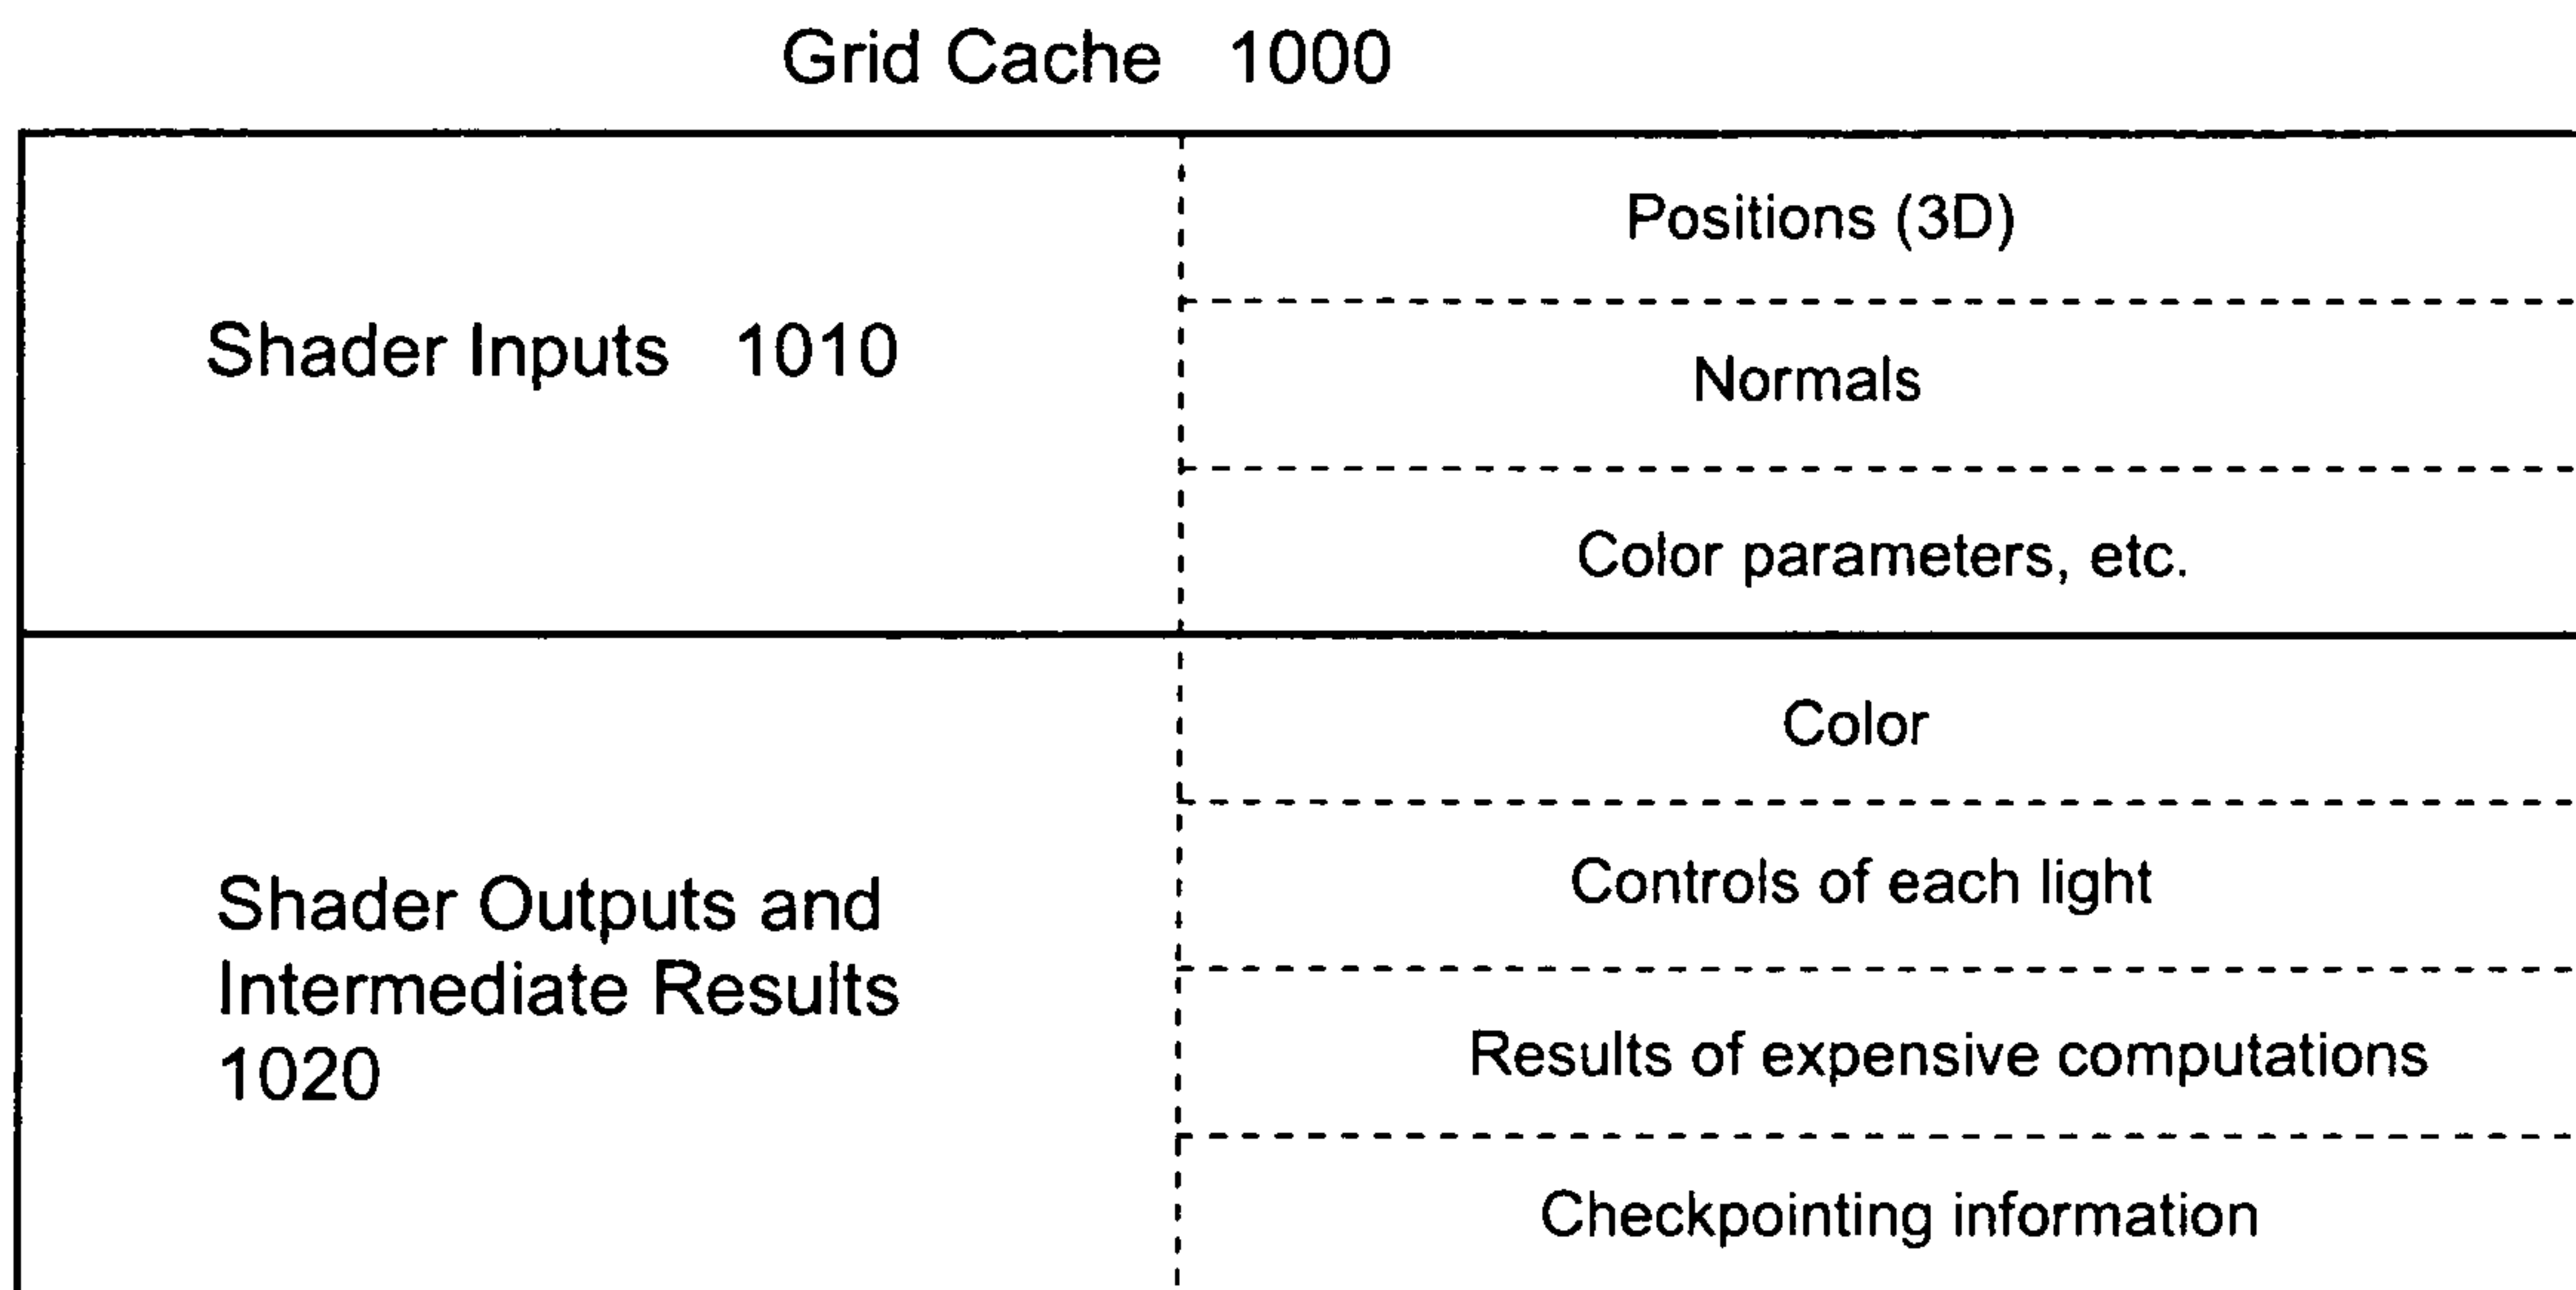 Grid Cache 1000
Shader Inputs 1010
Positions (3D)
Normals
Color parameters, etc.
Shader Outputs and
Intermediate Results
1020
Color
Controls of each light
Results of expensive computations
Checkpointing information